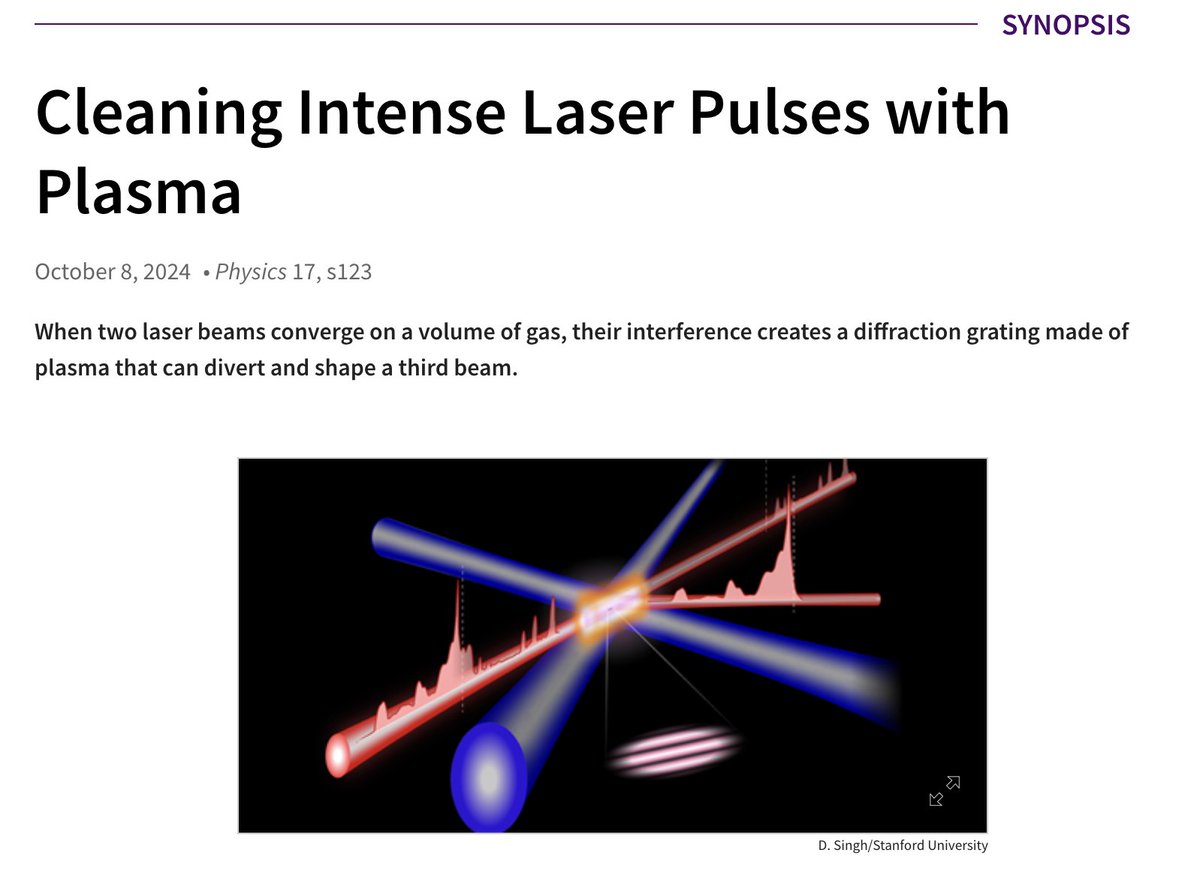 SYNOPSIS
Cleaning Intense Laser Pulses with
Plasma
October 8, 2024 • Physics 17, s123
When two laser beams converge on a volume of gas, their interference creates a diffraction grating made of
plasma that can divert and shape a third beam.
D. Singh/Stanford University